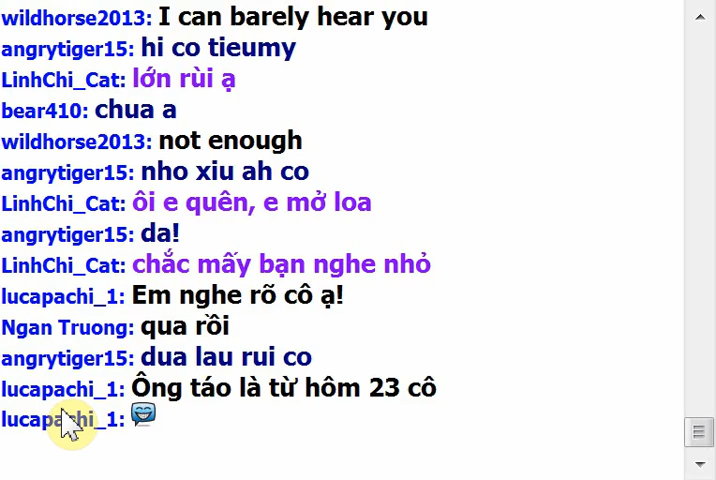 wildhorse2013: I can barely hear you
angrytiger15: hi co tieumy
LinhChi_Cat: lớn rùi ạ
bear410: chua a
wildhorse2013: not enough
angrytiger15: nho xiu ah co
LinhChi_Cat: ôi e quên, e mở loa
angrytiger15: da!
LinhChi_Cat: chắc mấy bạn nghe nhỏ
lucapachi_1: Em nghe rõ cô ạ!
Ngan Truong: qua rồi
angrytiger15: dua lau rui co
lucapachi_1: Ông táo là từ hôm 23 cô
lucapachi_1: